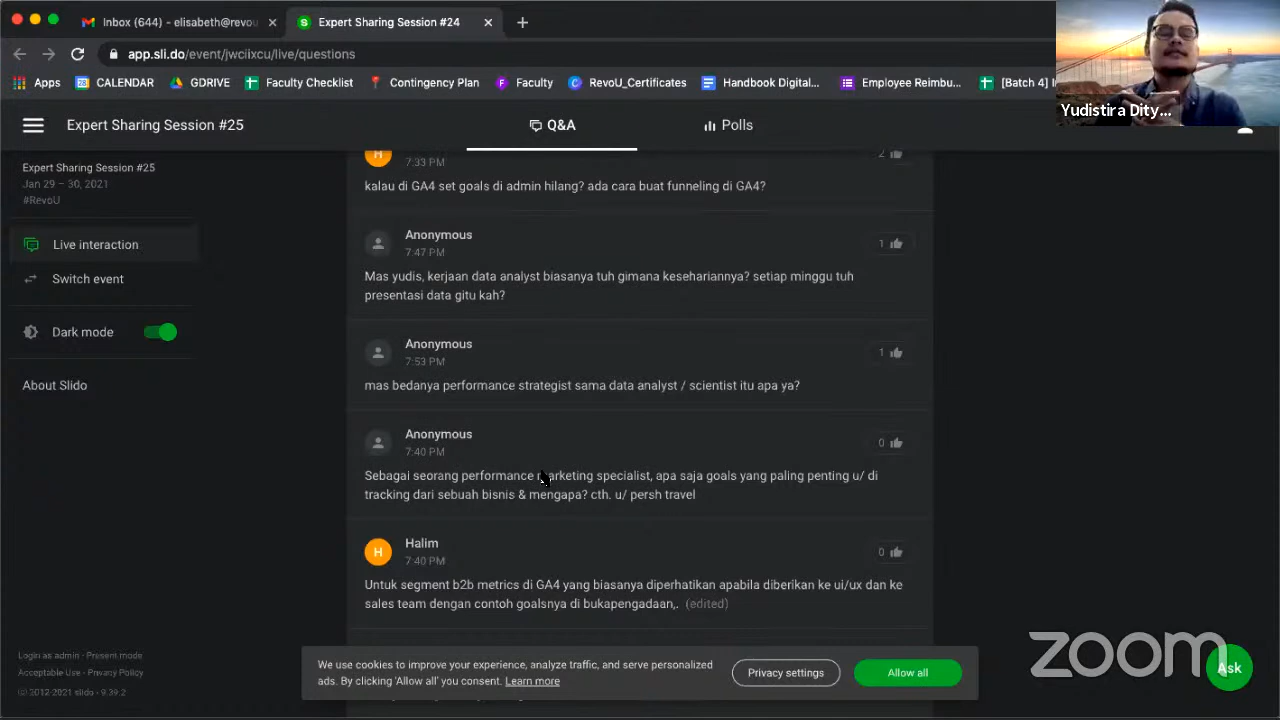 Inbox (644) - elisabeth@revou
Expert Sharing Session #24
app.sli.do/event/jwciixcu/live/questions
Apps
CALENDAR
GDRIVE
Faculty Checklist
Contingency Plan
Faculty
RevoU_Certificates
Handbook Digital...
Employee Reimbu...
[Batch 4]
Yudistira Dity...
Expert Sharing Session #25
Q&A
Polls
Expert Sharing Session #25
Jan 29 – 30, 2021
#RevoU
Live interaction
Switch event
Dark mode
About Slido
H
7:33 PM
2
kalau di GA4 set goals di admin hilang? ada cara buat funneling di GA4?
Anonymous
7:47 PM
1
Mas yudis, kerjaan data analyst biasanya tuh gimana kesehariannya? setiap minggu tuh
presentasi data gitu kah?
Anonymous
7:53 PM
1
mas bedanya performance strategist sama data analyst / scientist itu apa ya?
Anonymous
7:40 PM
0
Sebagai seorang performance marketing specialist, apa saja goals yang paling penting u/ di
tracking dari sebuah bisnis & mengapa? cth. u/ persh travel
H
Halim
7:40 PM
0
Untuk segment b2b metrics di GA4 yang biasanya diperhatikan apabila diberikan ke ui/ux dan ke
sales team dengan contoh goalsnya di bukapengadaan,. (edited)
Login as admin - Present mode
Acceptable Use - Privacy Policy
© 2012-2021 slido - 9.39.2
We use cookies to improve your experience, analyze traffic, and serve personalized
ads. By clicking 'Allow all' you consent. Learn more
Privacy settings
Allow all
zoom
Ask